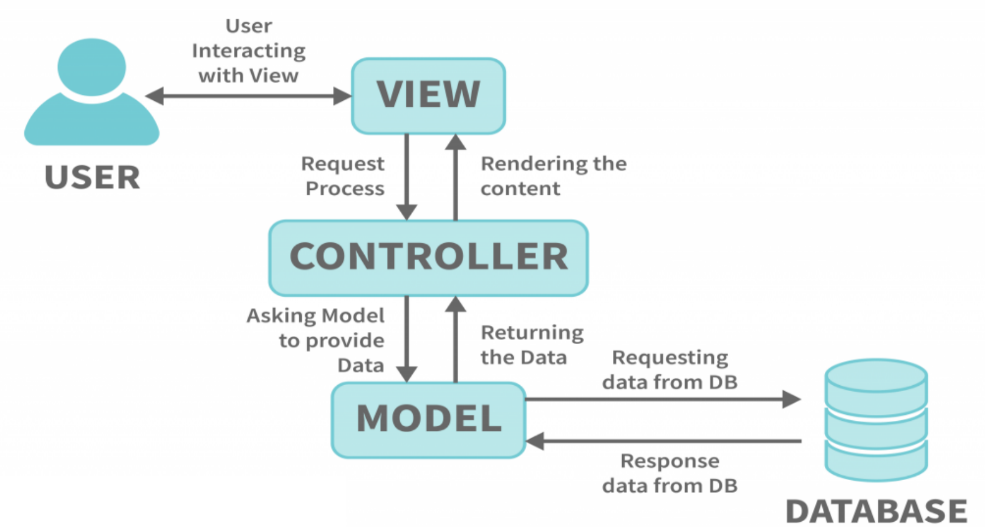 User
Interacting
with View
VIEW
USER
Request
Process
Rendering the
content
CONTROLLER
Asking Model
to provide
Data
Returning
the Data
Requesting
data from DB
MODEL
Response
data from DB
DATABASE